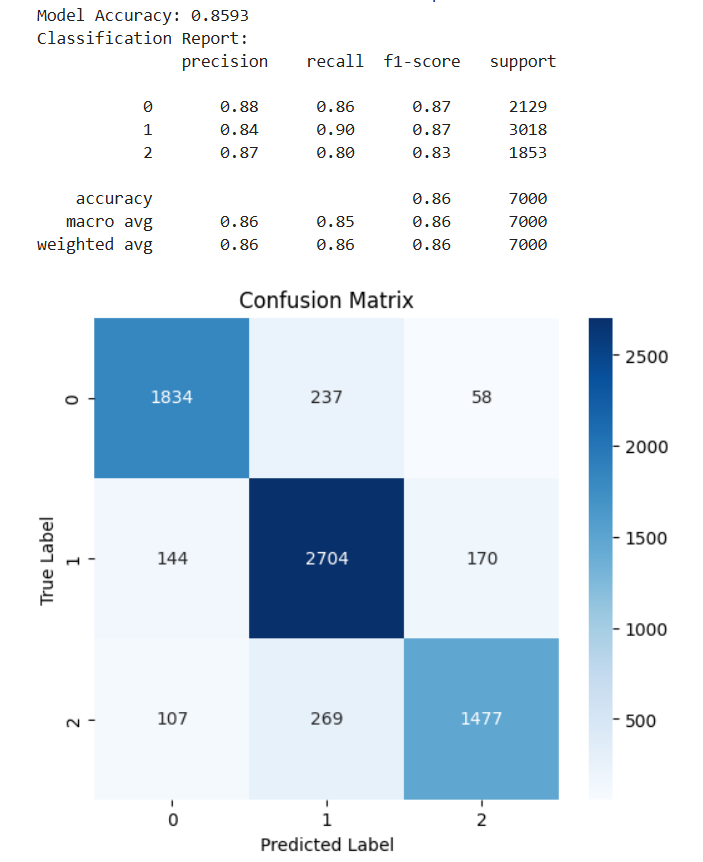 Model Accuracy: 0.8593
Classification Report:
precision recall f1-score support
0 0.88 0.86 0.87 2129
1 0.84 0.90 0.87 3018
2 0.87 0.80 0.83 1853
accuracy 0.86 7000
macro avg 0.86 0.85 0.86 7000
weighted avg 0.86 0.86 0.86 7000
Confusion Matrix
0 1834 237 58
1 144 2704 170
2 107 269 1477
0 1 2
Predicted Label
True Label
2500
2000
1500
1000
500